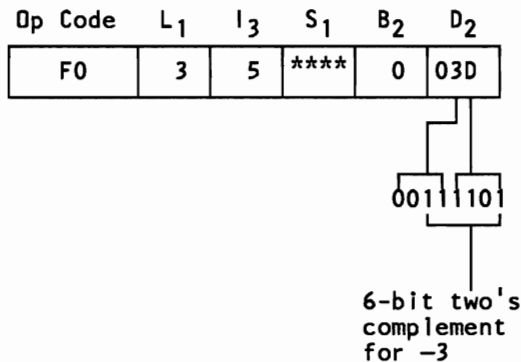 Op Code L1 I3 S1 B2 D2
F0 3 5 **** 0 03D
00111101
6-bit two's
complement
for −3